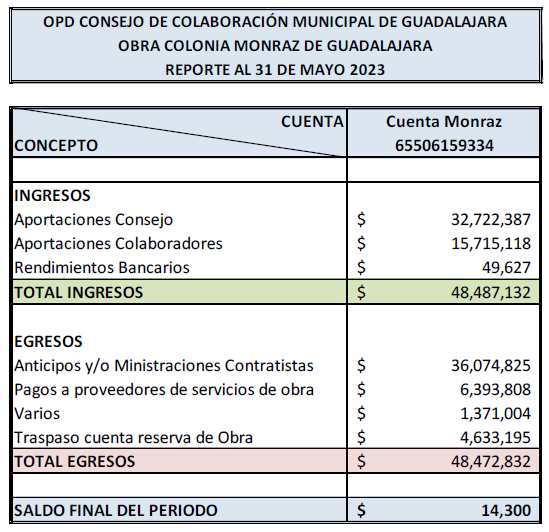 OPD CONSEJO DE COLABORACIÓN MUNICIPAL DE GUADALAJARA
OBRA COLONIA MONRAZ DE GUADALAJARA
REPORTE AL 31 DE MAYO 2023
CUENTA
CONCEPTO
Cuenta Monraz
65506159334
INGRESOS
Aportaciones Consejo $ 32,722,387
Aportaciones Colaboradores $ 15,715,118
Rendimientos Bancarios $ 49,627
TOTAL INGRESOS $ 48,487,132
EGRESOS
Anticipos y/o Ministraciones Contratistas $ 36,074,825
Pagos a proveedores de servicios de obra $ 6,393,808
Varios $ 1,371,004
Traspaso cuenta reserva de Obra $ 4,633,195
TOTAL EGRESOS $ 48,472,832
SALDO FINAL DEL PERIODO $ 14,300